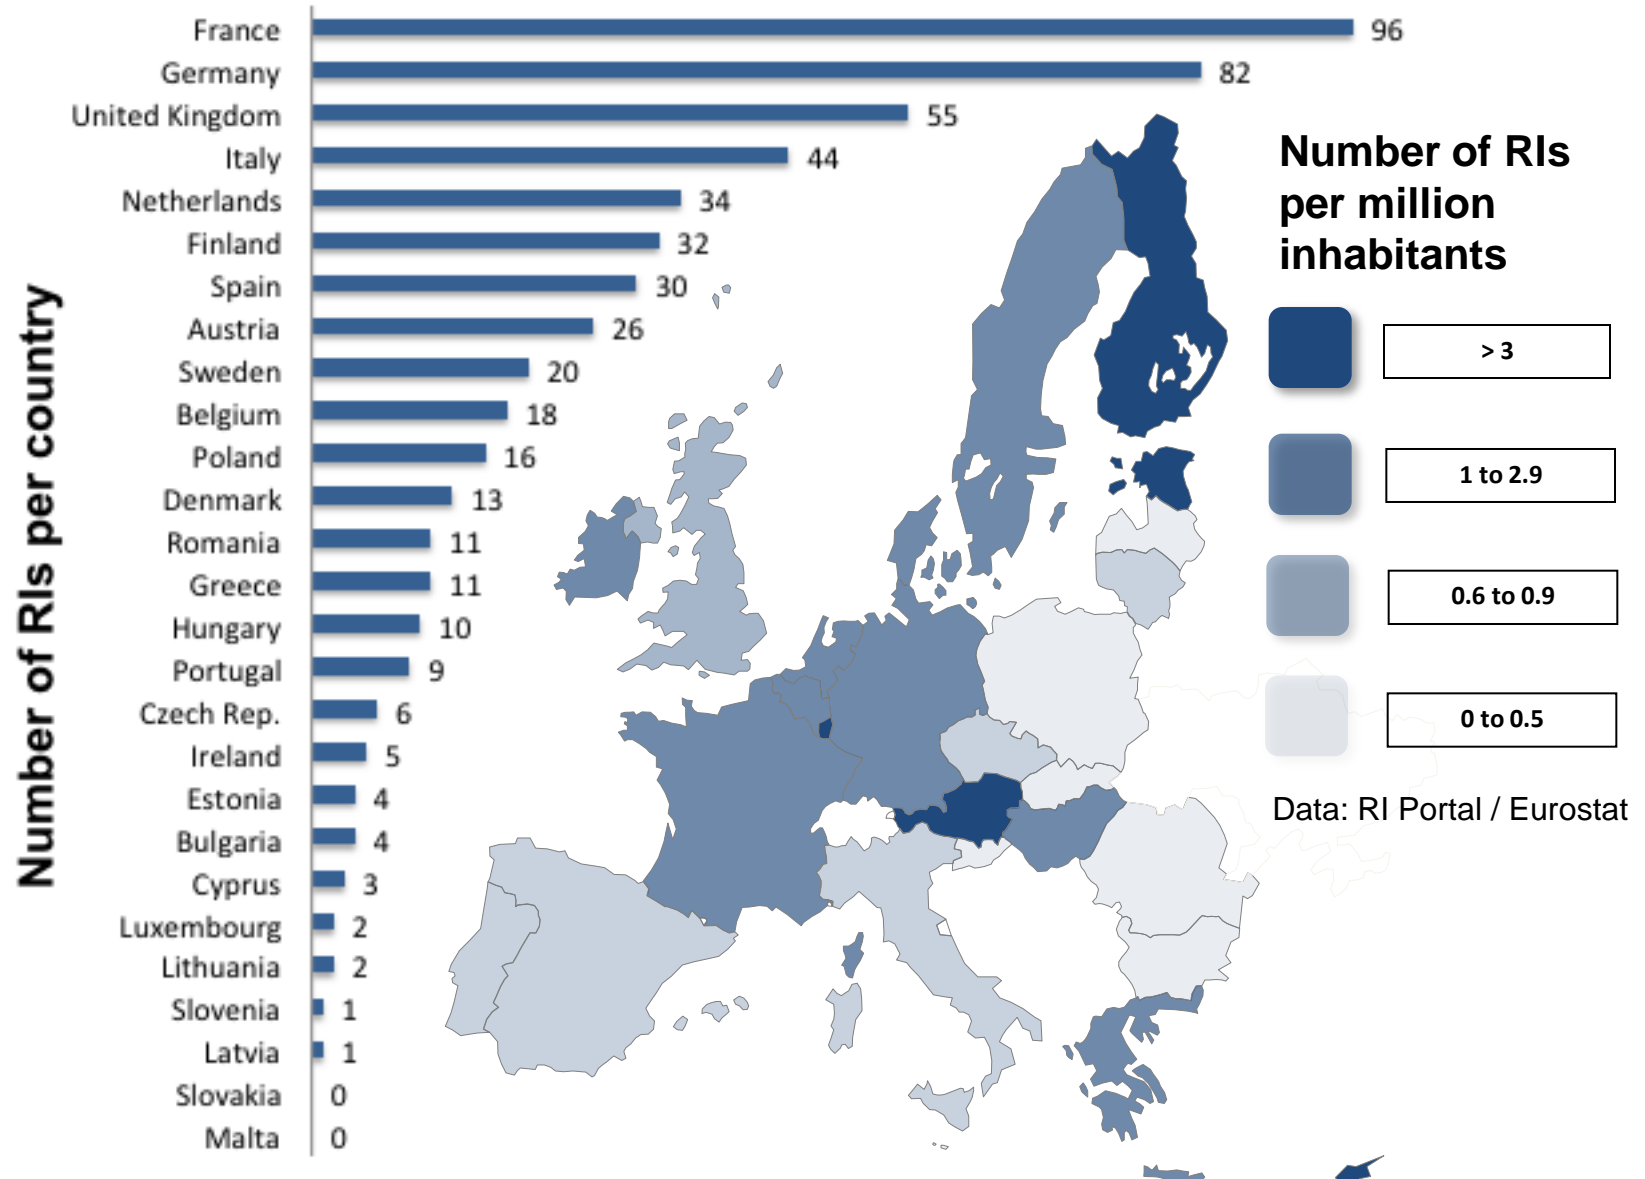 Number of RIs per country
France 96
Germany 82
United Kingdom 55
Italy 44
Netherlands 34
Finland 32
Spain 30
Austria 26
Sweden 20
Belgium 18
Poland 16
Denmark 13
Romania 11
Greece 11
Hungary 10
Portugal 9
Czech Rep. 6
Ireland 5
Estonia 4
Bulgaria 4
Cyprus 3
Luxembourg 2
Lithuania 2
Slovenia 1
Latvia 1
Slovakia 0
Malta 0
Number of RIs
per million
inhabitants
> 3
1 to 2.9
0.6 to 0.9
0 to 0.5
Data: RI Portal / Eurostat